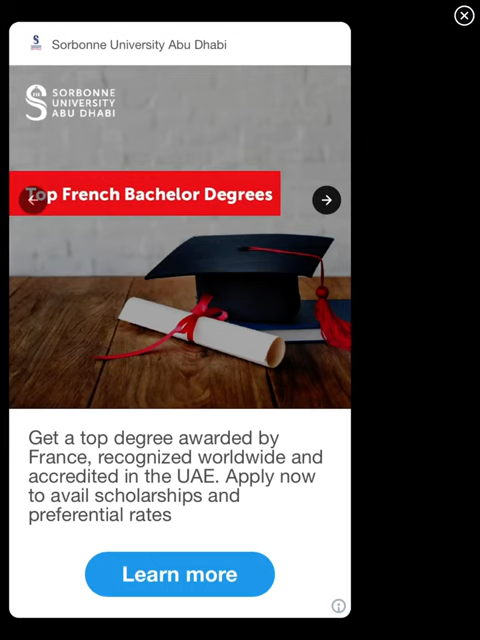 Sorbonne University Abu Dhabi
SORBONNE
UNIVERSITY
ABU DHABI
Top French Bachelor Degrees
Get a top degree awarded by
France, recognized worldwide and
accredited in the UAE. Apply now
to avail scholarships and
preferential rates
Learn more